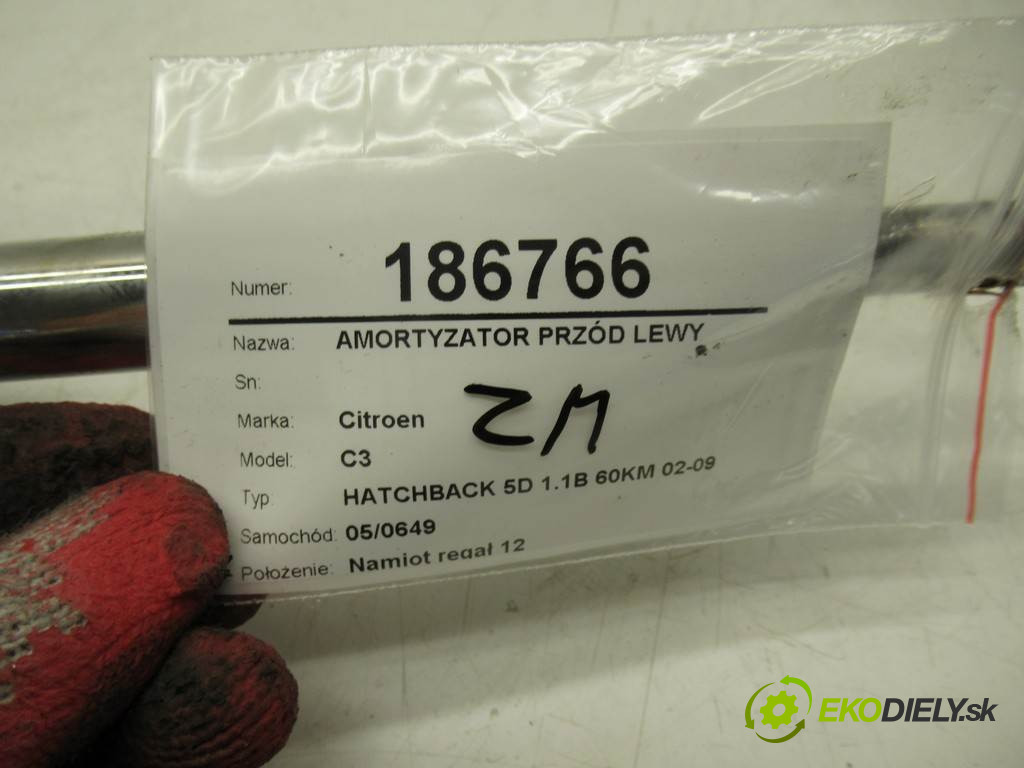 Numer: 186766
Nazwa: AMORTYZATOR PRZÓD LEWY
Sn:
Marka: Citroen
Model: C3
Typ: HATCHBACK 5D 1.1B 60KM 02-09
Samochód: 05/0649
Położenie: Namiot regał 12
EKODIELY.sk